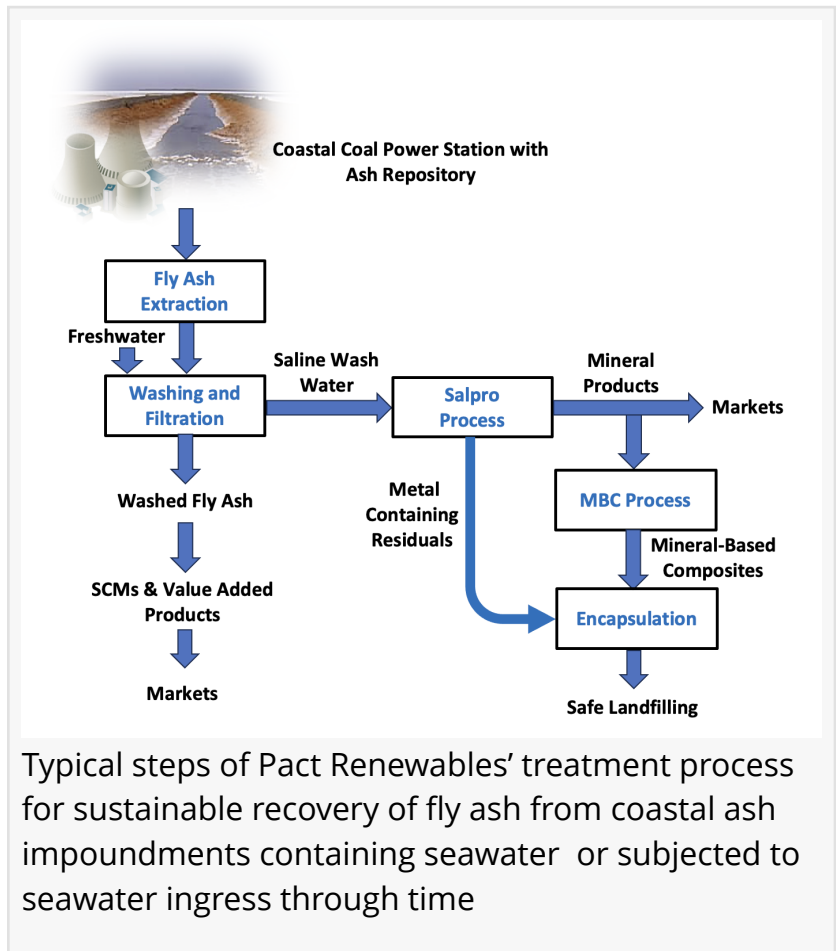 Coastal Coal Power Station with
Ash Repository
Fly Ash
Extraction
Freshwater
Washing and
Filtration
Saline Wash
Water
Salpro
Process
Mineral
Products
Markets
Washed Fly Ash
SCMs & Value Added
Products
Markets
Metal
Containing
Residuals
MBC Process
Mineral-Based
Composites
Encapsulation
Safe Landfilling
Typical steps of Pact Renewables’ treatment process
for sustainable recovery of fly ash from coastal ash
impoundments containing seawater  or subjected to
seawater ingress through time